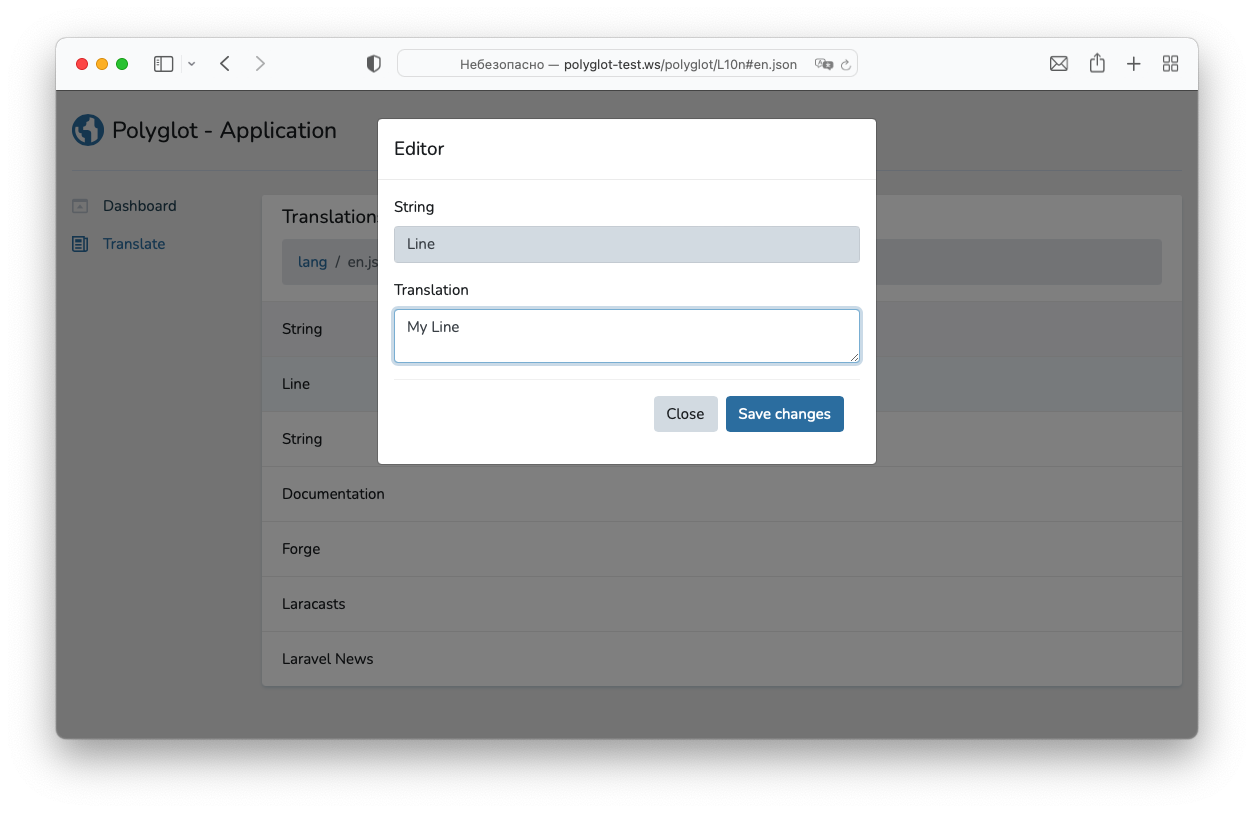 Небезопасно — polyglot-test.ws/polyglot/L10n#en.json
Polyglot - Application
Dashboard
Translate
Translation
lang / en.js
String
Line
String
Documentation
Forge
Laracasts
Laravel News
Editor
String
Line
Translation
My Line
Close
Save changes